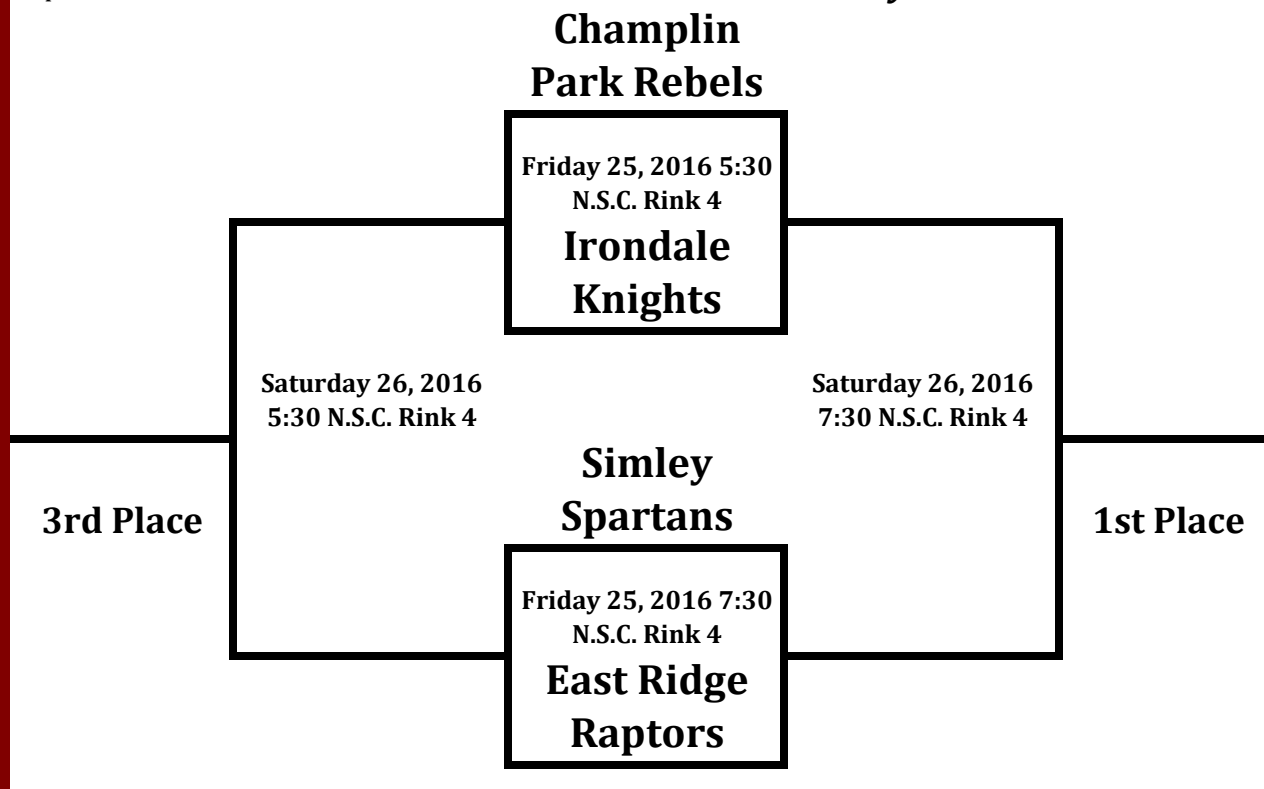 Champlin
Park Rebels
Friday 25, 2016 5:30
N.S.C. Rink 4
Irondale
Knights
Saturday 26, 2016
5:30 N.S.C. Rink 4
Saturday 26, 2016
7:30 N.S.C. Rink 4
Simley
Spartans
3rd Place
1st Place
Friday 25, 2016 7:30
N.S.C. Rink 4
East Ridge
Raptors